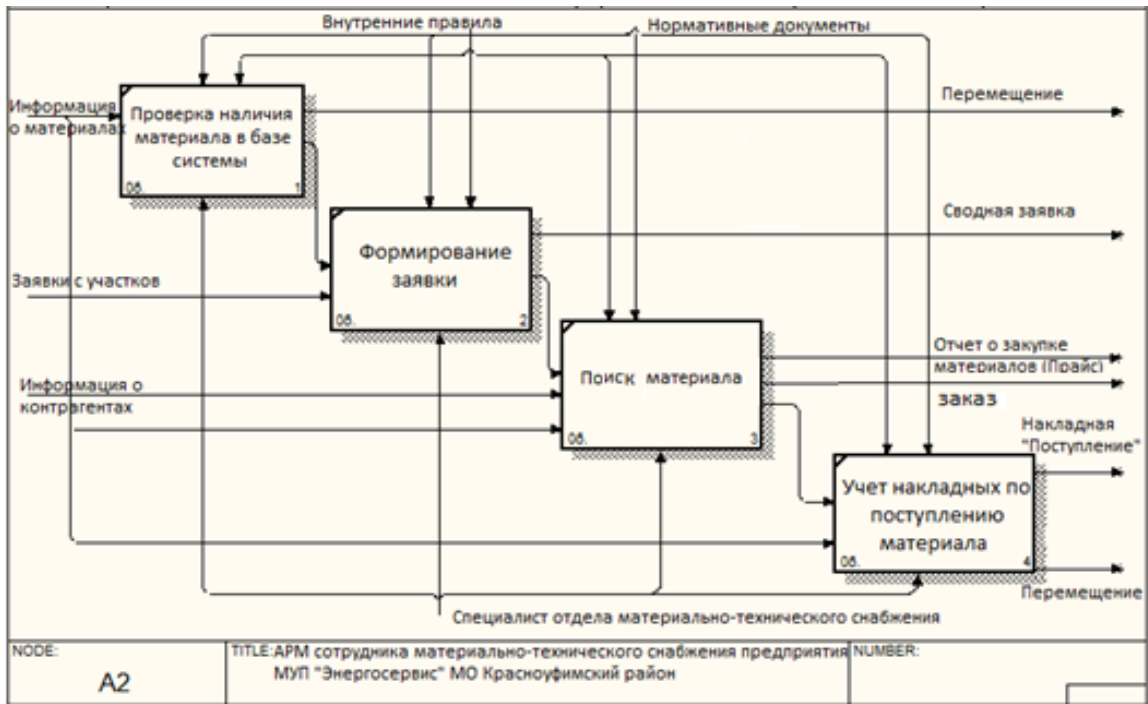 Внутренние правила
Нормативные документы
Информация
о материалах
Проверка наличия
материала в базе
системы
0б.
1
Перемещение
Сводная заявка
Формирование
заявки
0б.
2
Заявки с участков
Отчет о закупке
материалов (Прайс)
заказ
Поиск материала
0б.
3
Информация о
контрагентах
Накладная
"Поступление"
Учет накладных по
поступлению
материала
0б.
4
Перемещение
Специалист отдела материально-технического снабжения
NODE:
A2
TITLE: АРМ сотрудника материально-технического снабжения предприятия
МУП "Энергосервис" МО Красноуфимский район
NUMBER: